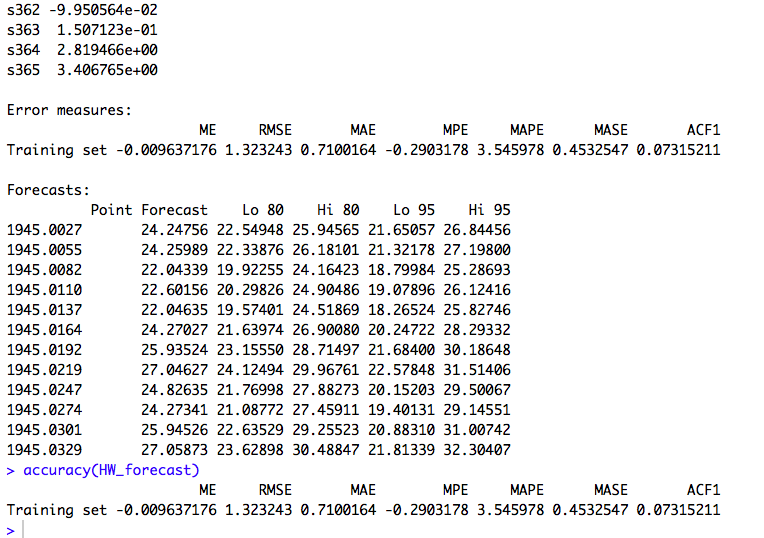 s362 -9.950564e-02
s363  1.507123e-01
s364  2.819466e+00
s365  3.406765e+00
Error measures:
                       ME     RMSE       MAE        MPE     MAPE      MASE       ACF1
Training set -0.009637176 1.323243 0.7100164 -0.2903178 3.545978 0.4532547 0.07315211
Forecasts:
          Point Forecast    Lo 80    Hi 80    Lo 95    Hi 95
1945.0027       24.24756 22.54948 25.94565 21.65057 26.84456
1945.0055       24.25989 22.33876 26.18101 21.32178 27.19800
1945.0082       22.04339 19.92255 24.16423 18.79984 25.28693
1945.0110       22.60156 20.29826 24.90486 19.07896 26.12416
1945.0137       22.04635 19.57401 24.51869 18.26524 25.82746
1945.0164       24.27027 21.63974 26.90080 20.24722 28.29332
1945.0192       25.93524 23.15550 28.71497 21.68400 30.18648
1945.0219       27.04627 24.12494 29.96761 22.57848 31.51406
1945.0247       24.82635 21.76998 27.88273 20.15203 29.50067
1945.0274       24.27341 21.08772 27.45911 19.40131 29.14551
1945.0301       25.94526 22.63529 29.25523 20.88310 31.00742
1945.0329       27.05873 23.62898 30.48847 21.81339 32.30407
> accuracy(HW_forecast)
                       ME     RMSE       MAE        MPE     MAPE      MASE       ACF1
Training set -0.009637176 1.323243 0.7100164 -0.2903178 3.545978 0.4532547 0.07315211
>